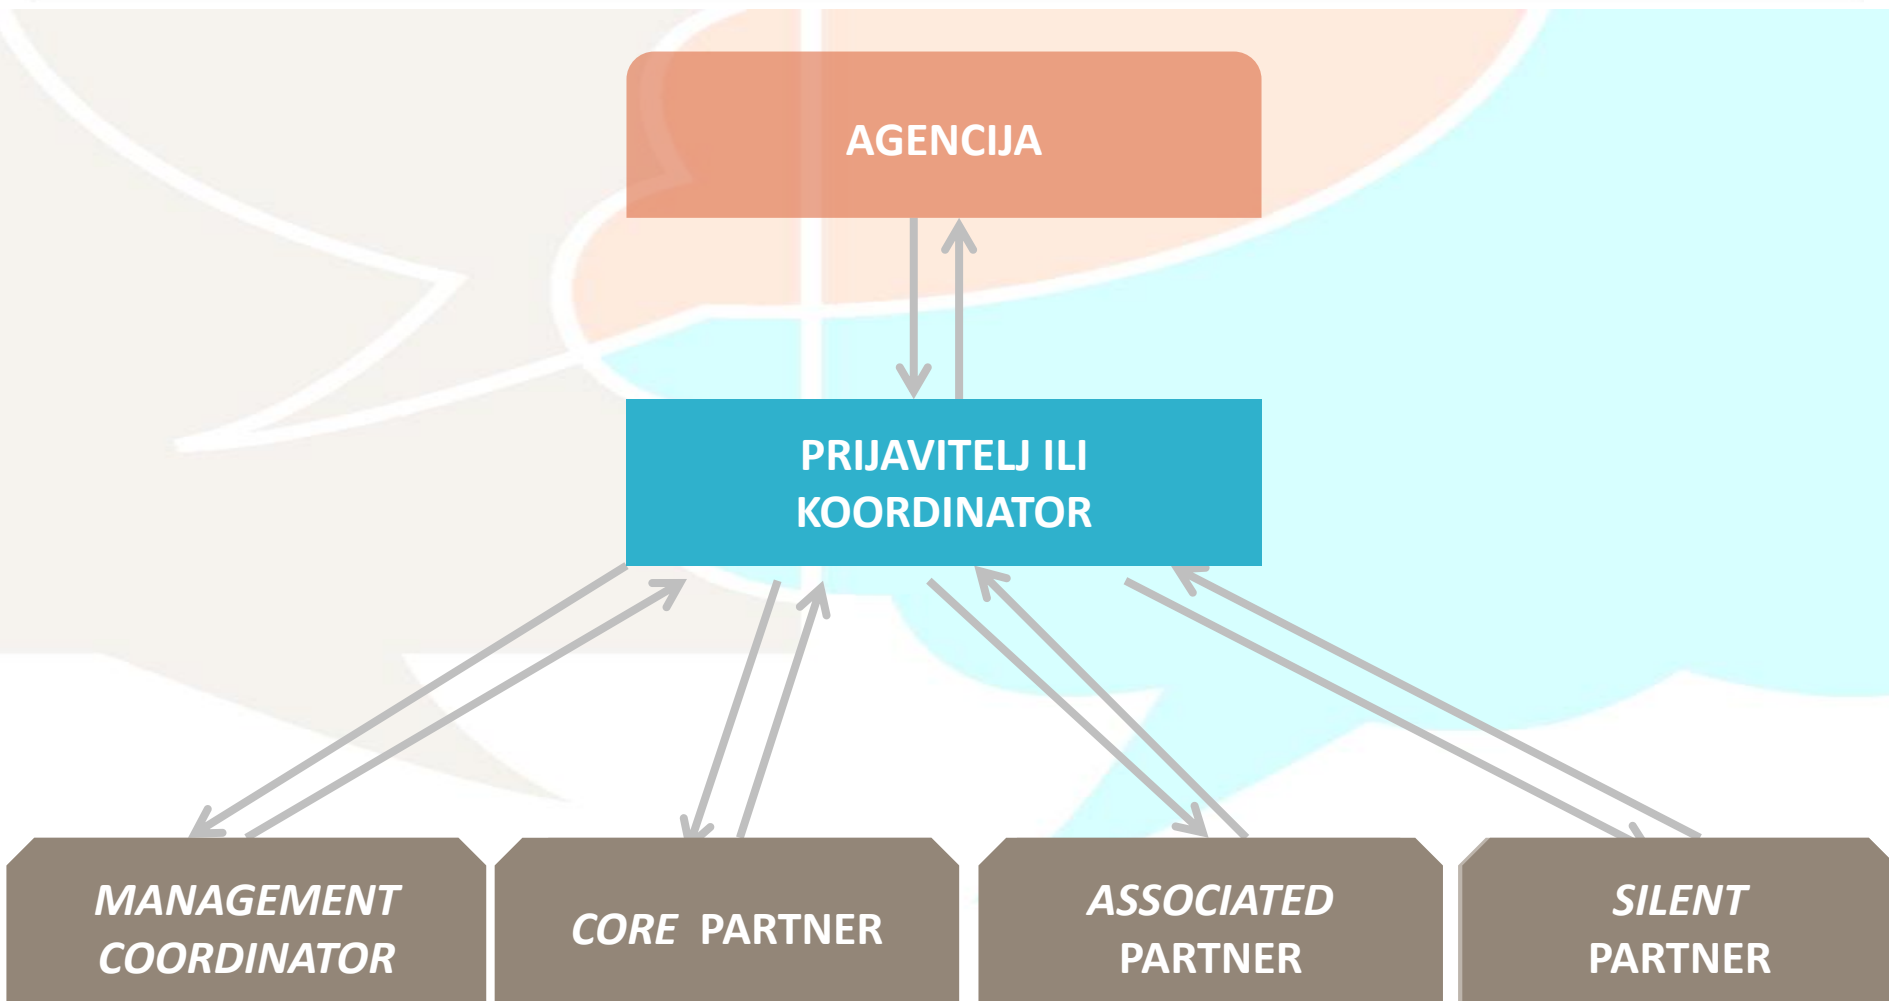 AGENCIJA
PRIJAVITELJ ILI
KOORDINATOR
MANAGEMENT
COORDINATOR
CORE PARTNER
ASSOCIATED
PARTNER
SILENT
PARTNER